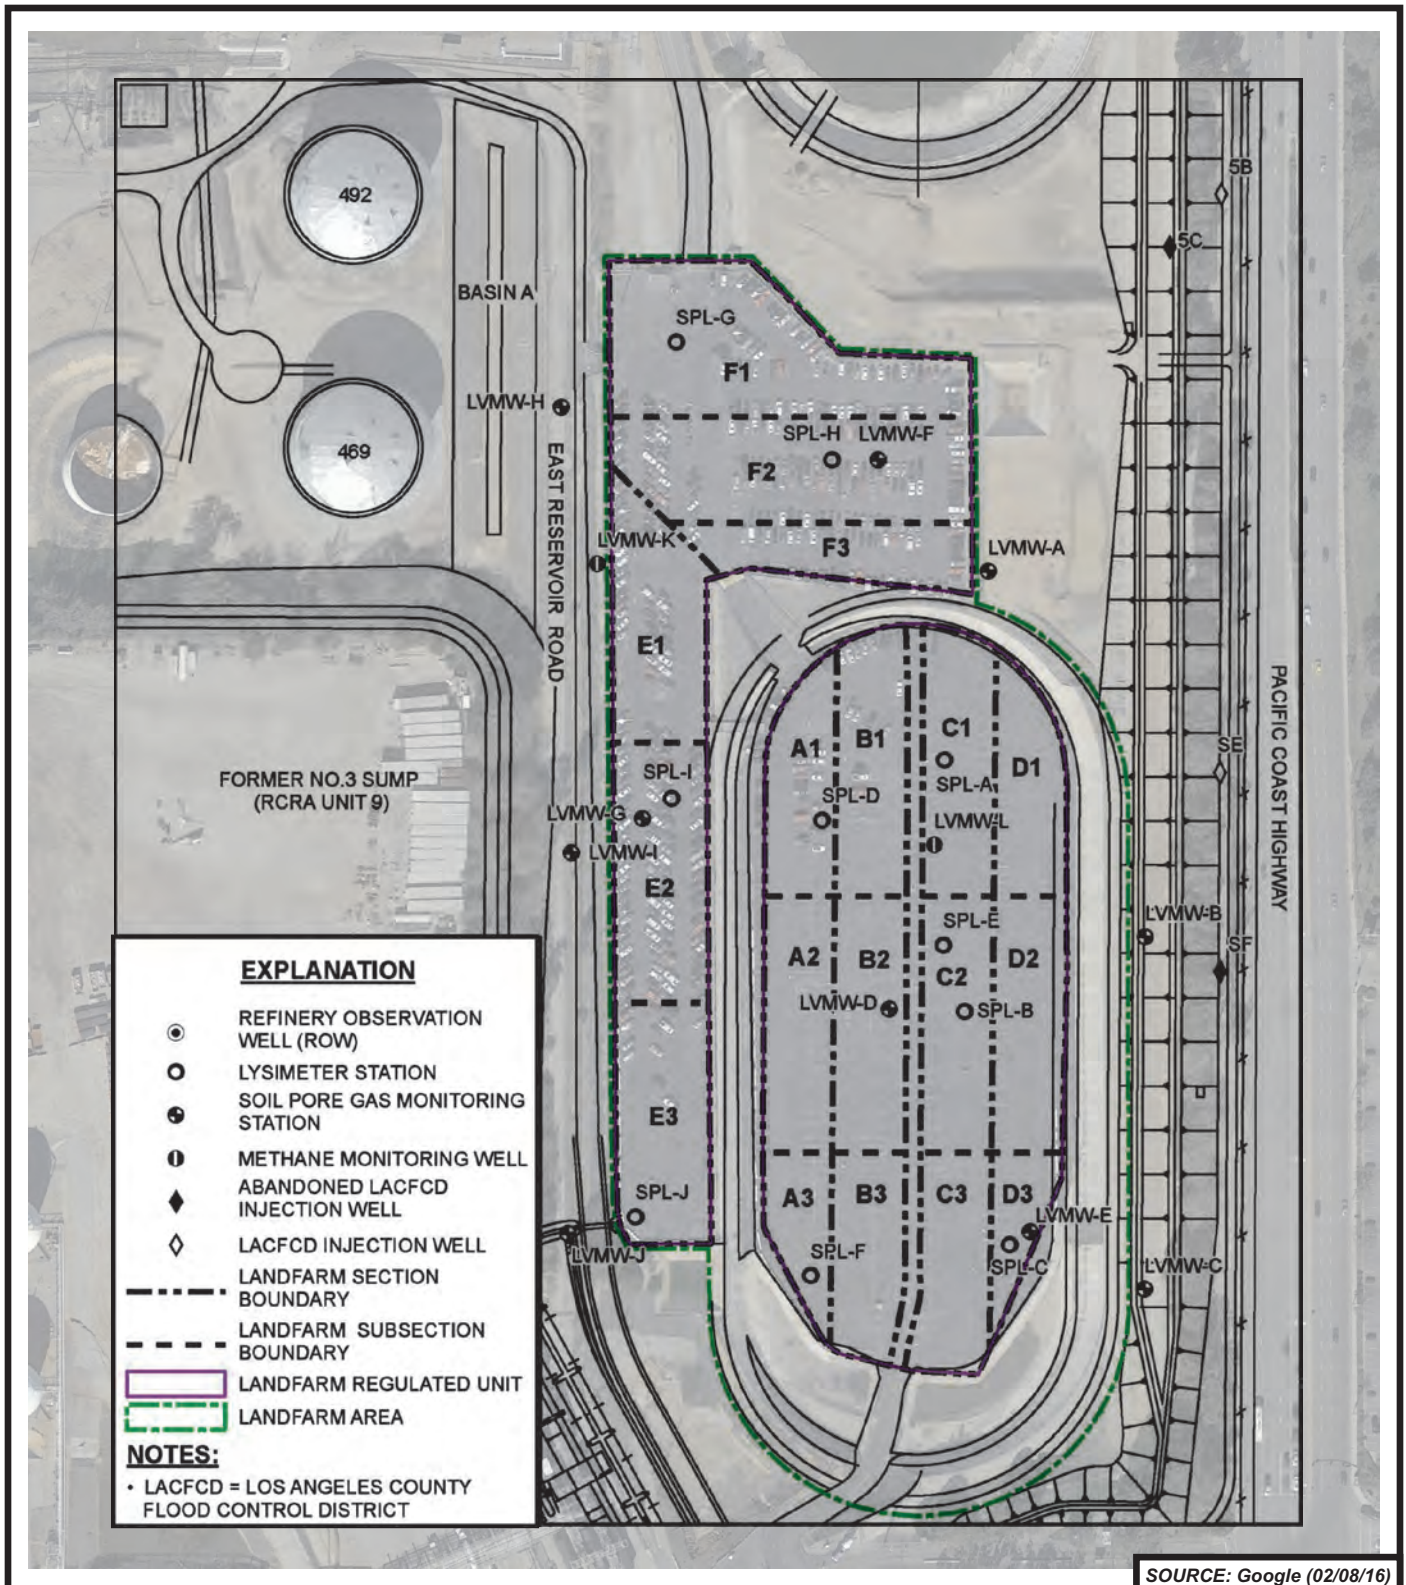 5B
492
5C
BASIN A
SPL-G
F1
LVMW-H
SPL-H
LVMW-F
469
F2
EAST RESERVOIR ROAD
LVMW-K
F3
LVMW-A
E1
PACIFIC COAST HIGHWAY
A1
B1
C1
D1
SE
FORMER NO.3 SUMP
(RCRA UNIT 9)
SPL-I
SPL-A
SPL-D
LVMW-G
LVMW-L
LVMW-I
E2
LVMW-B
SPL-E
SF
A2
B2
C2
D2
LVMW-D
SPL-B
E3
A3
B3
C3
D3
SPL-J
LVMW-E
LVMW-J
SPL-F
SPL-C
LVMW-C
EXPLANATION
REFINERY OBSERVATION
WELL (ROW)
LYSIMETER STATION
SOIL PORE GAS MONITORING
STATION
METHANE MONITORING WELL
ABANDONED LACFCD
INJECTION WELL
LACFCD INJECTION WELL
LANDFARM SECTION
BOUNDARY
LANDFARM SUBSECTION
BOUNDARY
LANDFARM REGULATED UNIT
LANDFARM AREA
NOTES:
• LACFCD = LOS ANGELES COUNTY
FLOOD CONTROL DISTRICT
SOURCE: Google (02/08/16)